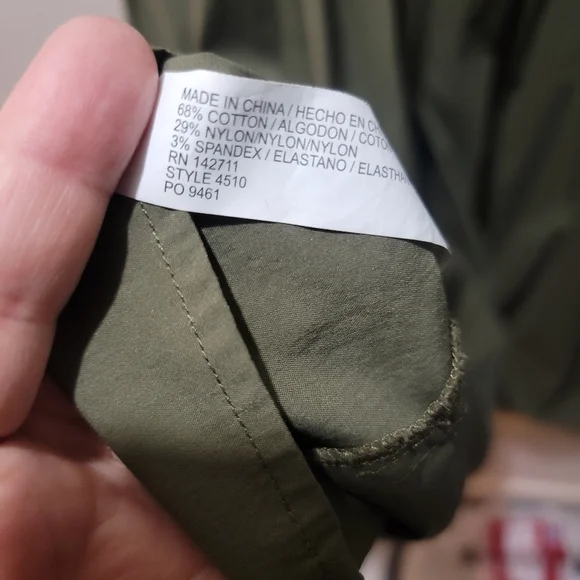 MADE IN CHINA / HECHO EN
68% COTTON / ALGODON /
29% NYLON/NYLON/NYLON
3% SPANDEX / ELASTANO /
RN 142711
STYLE 4510
PO 9461